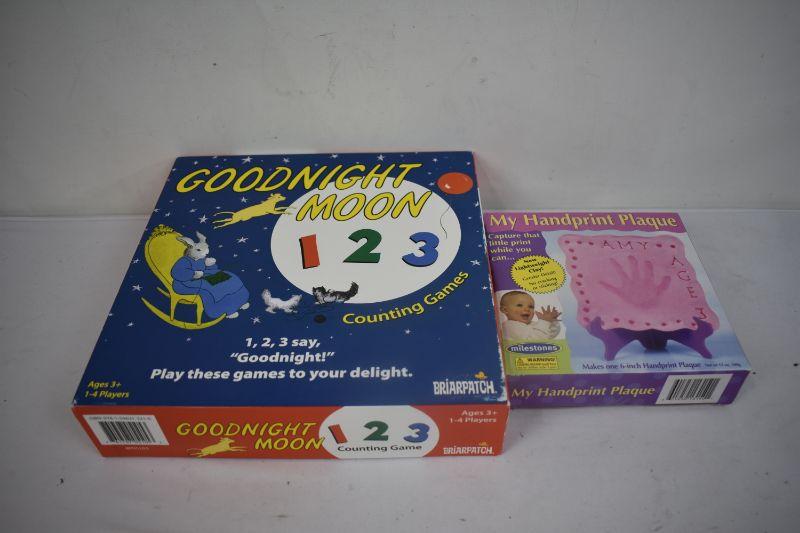 GOODNIGHT
MOON
1 2 3
Counting Games
1, 2, 3 say,
"Goodnight!"
Play these games to your delight.
Ages 3+
1-4 Players
BRIARPATCH
GOODNIGHT
MOON
1 2 3
Counting Game
Ages 3+
1-4 Players
BRIARPATCH
My Handprint Plaque
Capture that
little print
while you
can...
New
Lightweight
Clay!
AMY
AGE 3
milestones
WARNING
Makes one 6-inch Handprint Plaque
My Handprint Plaque